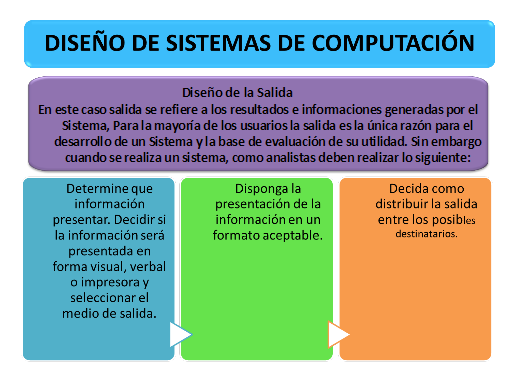 DISEÑO DE SISTEMAS DE COMPUTACIÓN
Diseño de la Salida
En este caso salida se refiere a los resultados e informaciones generadas por el
Sistema, Para la mayoría de los usuarios la salida es la única razón para el
desarrollo de un Sistema y la base de evaluación de su utilidad. Sin embargo
cuando se realiza un sistema, como analistas deben realizar lo siguiente:
Determine que
información
presentar. Decidir si
la información será
presentada en
forma visual, verbal
o impresora y
seleccionar el
medio de salida.
Disponga la
presentación de la
información en un
formato aceptable.
Decida como
distribuir la salida
entre los posibles
destinatarios.